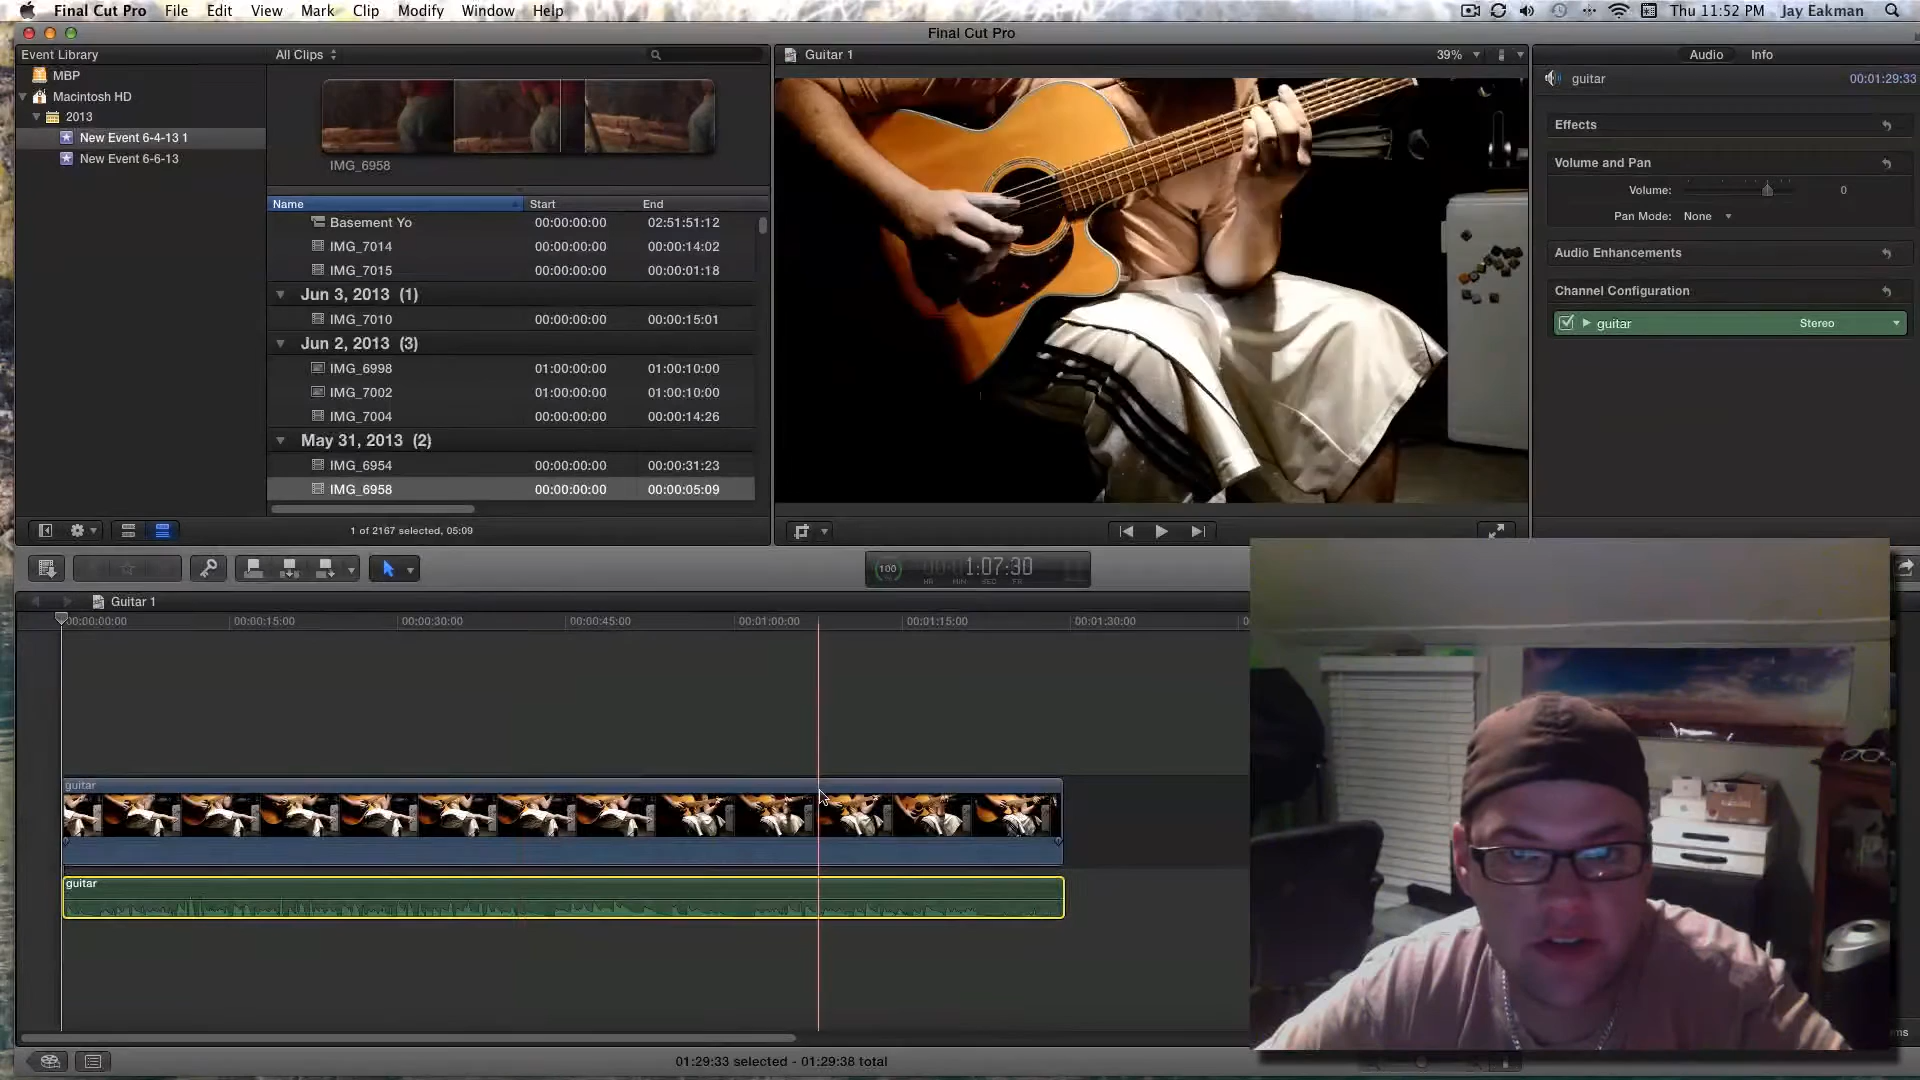 Final Cut Pro File Edit View Mark Clip Modify Window Help Thu 11:52 PM Jay Eakman
Final Cut Pro
Event Library All Clips Guitar 1 39% Audio Info
MBP
Macintosh HD
2013
New Event 6-4-13 1
New Event 6-6-13
IMG_6958
Name Start End
Basement Yo 00:00:00:00 02:51:51:12
IMG_7014 00:00:00:00 00:00:14:02
IMG_7015 00:00:00:00 00:00:01:18
Jun 3, 2013 (1)
IMG_7010 00:00:00:00 00:00:15:01
Jun 2, 2013 (3)
IMG_6998 01:00:00:00 01:00:10:00
IMG_7002 01:00:00:00 01:00:10:00
IMG_7004 00:00:00:00 00:00:14:26
May 31, 2013 (2)
IMG_6954 00:00:00:00 00:00:31:23
IMG_6958 00:00:00:00 00:00:05:09
1 of 2167 selected, 05:09
guitar 00:01:29:33
Effects
Volume and Pan
Volume: 0
Pan Mode: None
Audio Enhancements
Channel Configuration
guitar Stereo
100 1:07:30
HR MIN SEC FR
Guitar 1
00:00:00:00 00:00:15:00 00:00:30:00 00:00:45:00 00:01:00:00 00:01:15:00 00:01:30:00
guitar
guitar
01:29:33 selected - 01:29:38 total